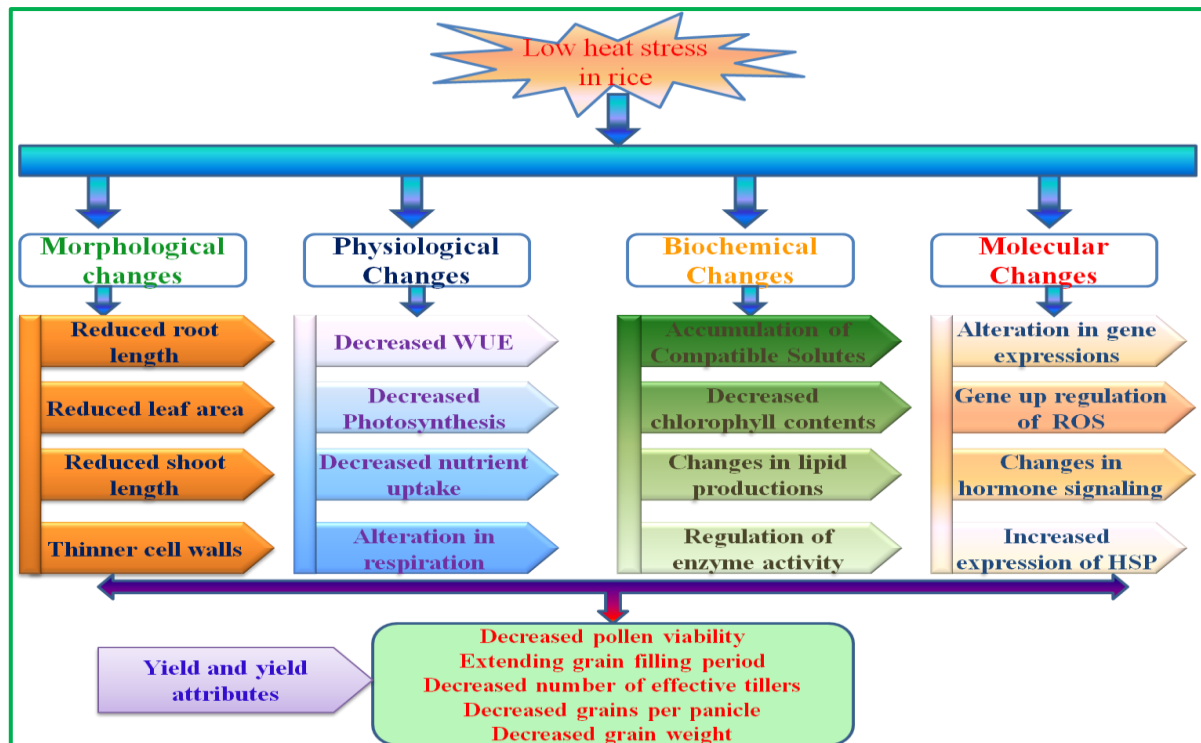 Low heat stress
in rice
Morphological
changes
Physiological
Changes
Biochemical
Changes
Molecular
Changes
Reduced root
length
Reduced leaf area
Reduced shoot
length
Thinner cell walls
Decreased WUE
Decreased
Photosynthesis
Decreased nutrient
uptake
Alteration in
respiration
Accumulation of
Compatible Solutes
Decreased
chlorophyll contents
Changes in lipid
productions
Regulation of
enzyme activity
Alteration in gene
expressions
Gene up regulation
of ROS
Changes in
hormone signaling
Increased
expression of HSP
Yield and yield
attributes
Decreased pollen viability
Extending grain filling period
Decreased number of effective tillers
Decreased grains per panicle
Decreased grain weight